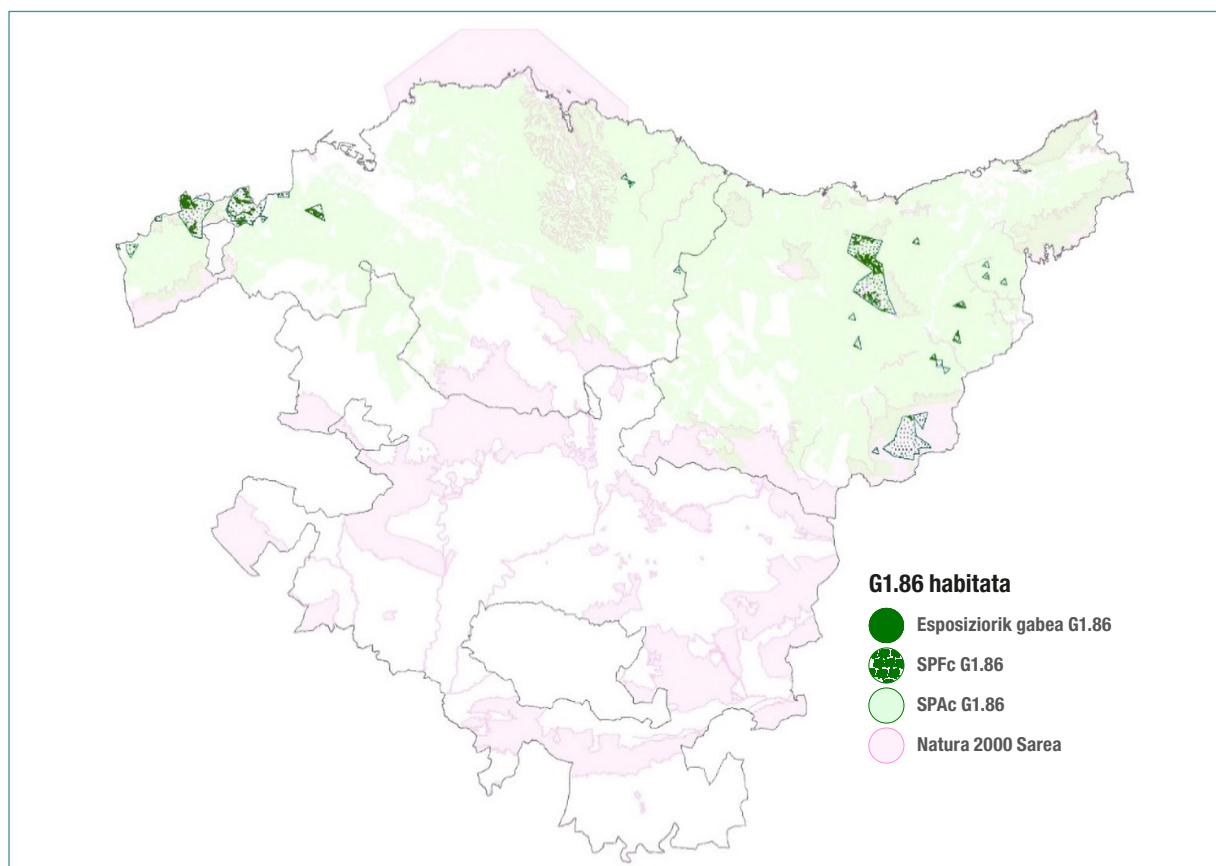 G1.86 habitata
Esposiziorik gabea G1.86
SPFc G1.86
SPAc G1.86
Natura 2000 Sarea